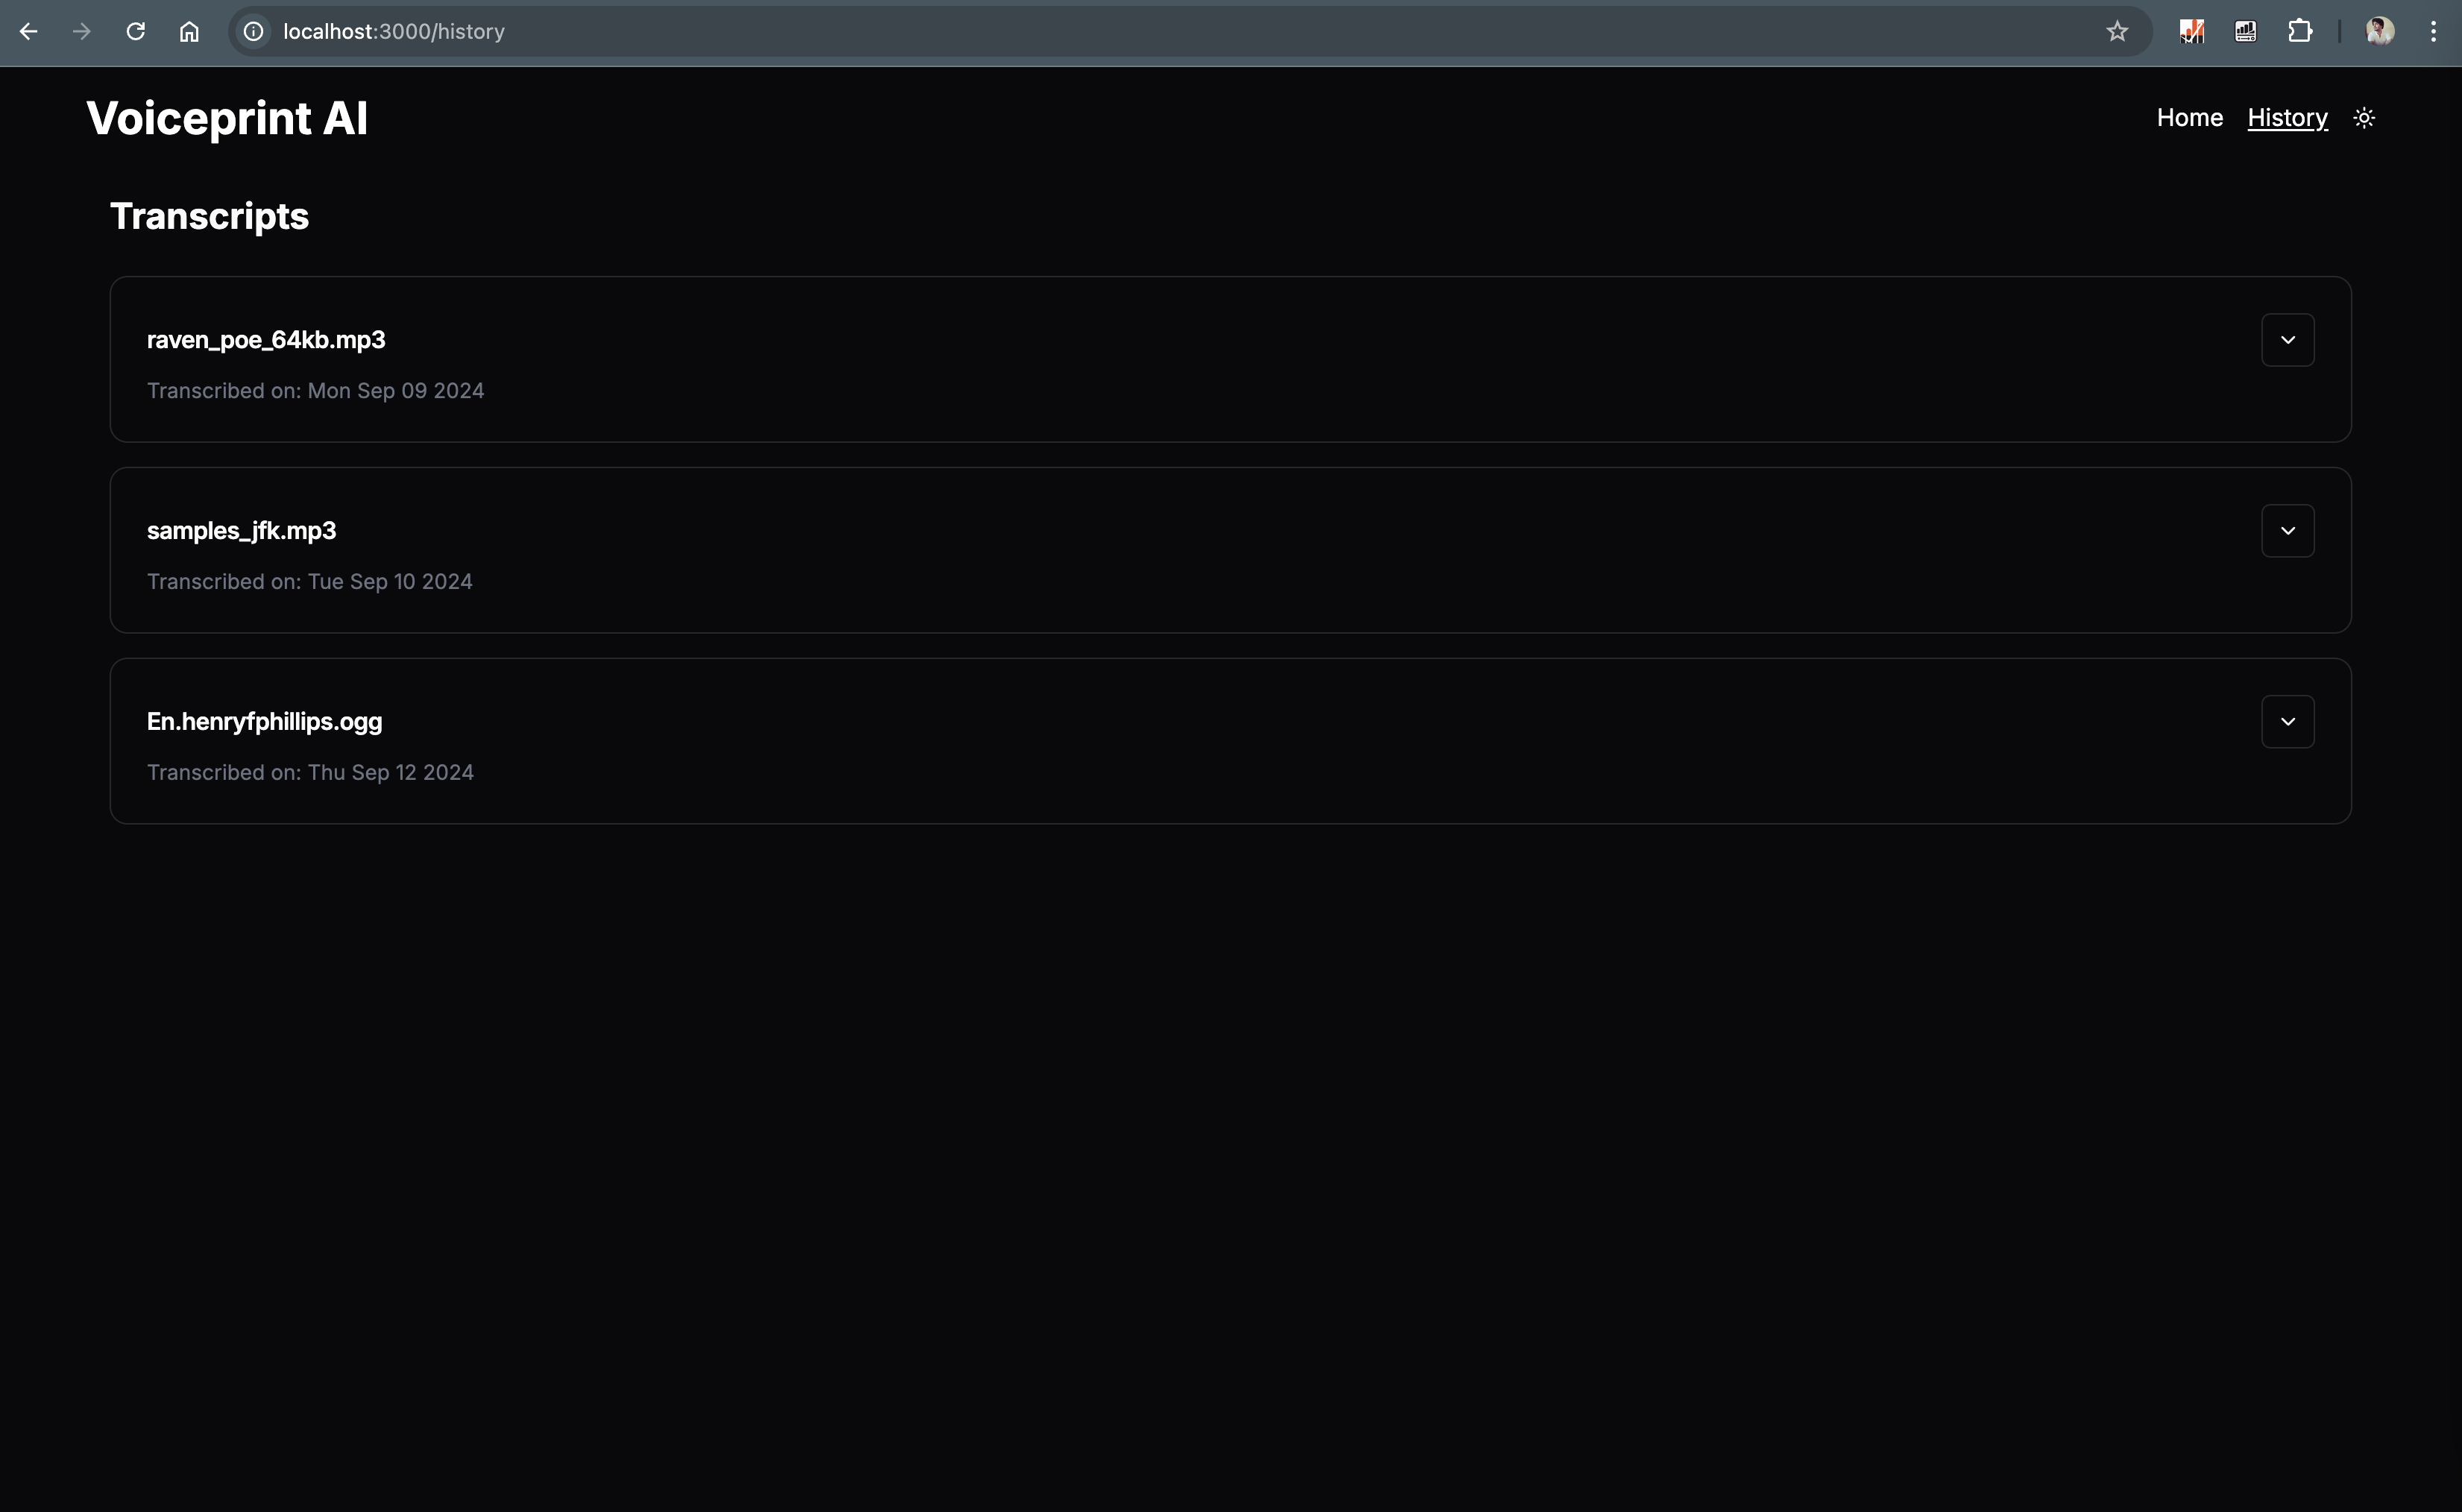 localhost:3000/history
Voiceprint AI
Home History
Transcripts
raven_poe_64kb.mp3
Transcribed on: Mon Sep 09 2024
samples_jfk.mp3
Transcribed on: Tue Sep 10 2024
En.henryfphillips.ogg
Transcribed on: Thu Sep 12 2024